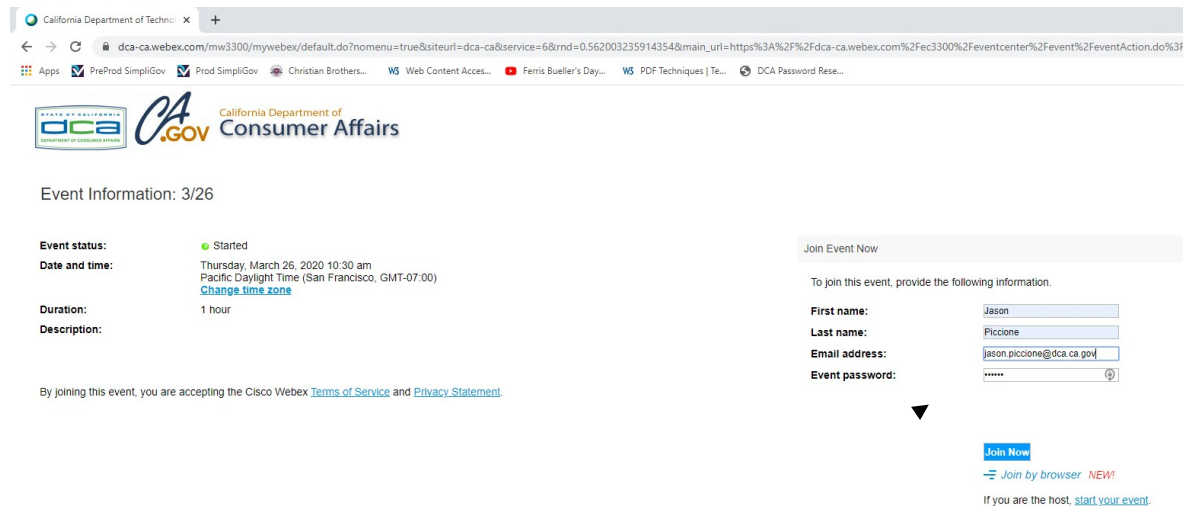 California Department of Technol
dca-ca.webex.com/mw3300/mywebex/default.do?nomenu=true&siteurl=dca-ca&service=6&rnd=0.562003235914354&main_url=https%3A%2F%2Fdca-ca.webex.com%2Fec3300%2Feventcenter%2Fevent%2FeventAction.do%3F
Apps PreProd SimpliGov Prod SimpliGov Christian Brothers... Web Content Acces... Ferris Bueller's Day... PDF Techniques | Te... DCA Password Rese...
STATE OF CALIFORNIA
dca
DEPARTMENT OF CONSUMER AFFAIRS
CA
.GOV
California Department of
Consumer Affairs
Event Information: 3/26
Event status: Started
Date and time: Thursday, March 26, 2020 10:30 am
Pacific Daylight Time (San Francisco, GMT-07:00)
Change time zone
Duration: 1 hour
Description:
By joining this event, you are accepting the Cisco Webex Terms of Service and Privacy Statement.
Join Event Now
To join this event, provide the following information.
First name: Jason
Last name: Piccione
Email address: jason.piccione@dca.ca.gov
Event password: ••••••
Join Now
Join by browser NEW!
If you are the host, start your event.